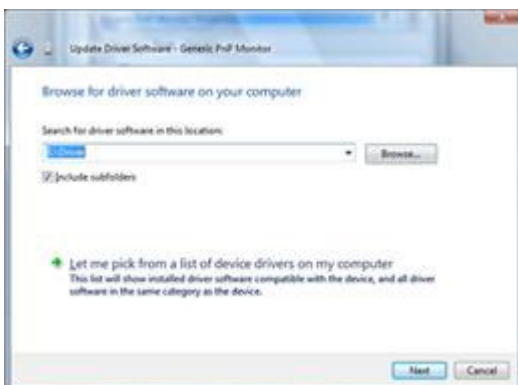 Update Driver Software - Generic PnP Monitor
Browse for driver software on your computer
Search for driver software in this location:
Browse...
Include subfolders
Let me pick from a list of device drivers on my computer
This list will show installed driver software compatible with the device, and all driver
software in the same category as the device.
Next Cancel